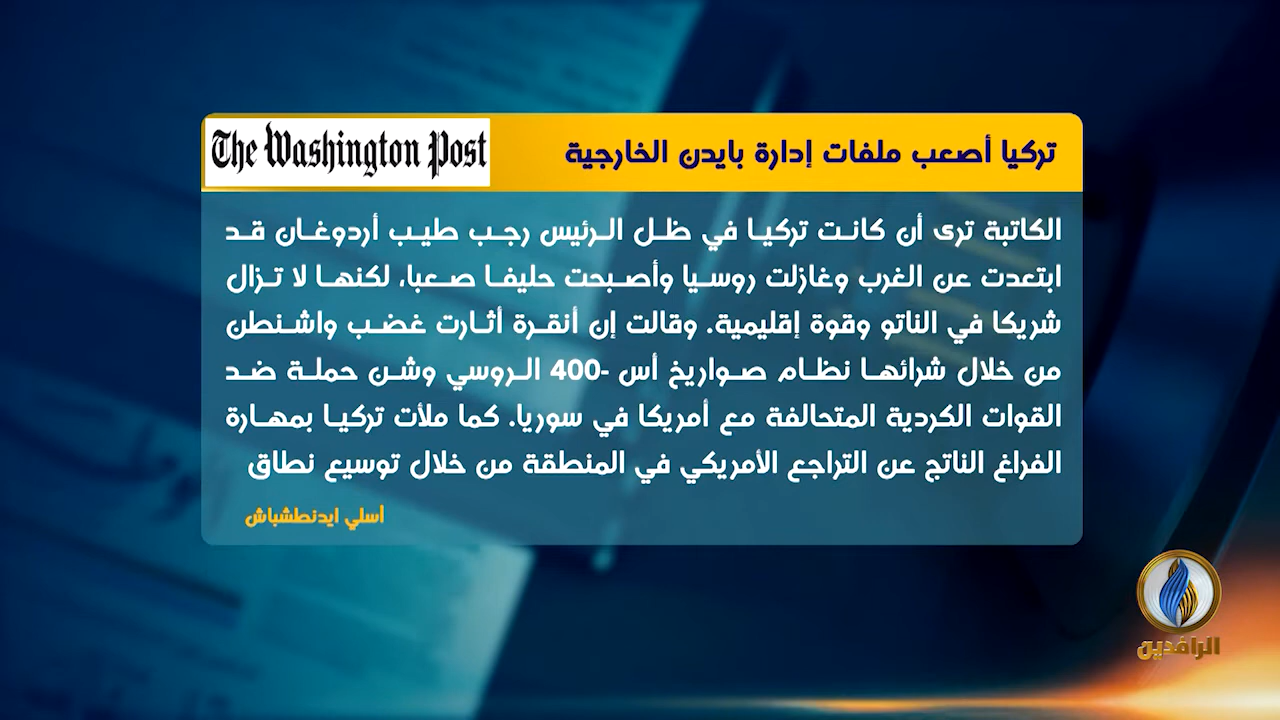 The Washington Post
تركيا أصعب ملفات إدارة بايدن الخارجية
الكاتبة ترى أن كانت تركيا في ظل الرئيس رجب طيب أردوغان قد
ابتعدت عن الغرب وغازلت روسيا وأصبحت حليفا صعبا، لكنها لا تزال
شريكا في الناتو وقوة إقليمية. وقالت إن أنقرة أثارت غضب واشنطن
من خلال شرائها نظام صواريخ أس -400 الروسي وشن حملة ضد
القوات الكردية المتحالفة مع أمريكا في سوريا. كما ملأت تركيا بمهارة
الفراغ الناتج عن التراجع الأمريكي في المنطقة من خلال توسيع نطاق
أسلي ايدنطشباش
الرافدين